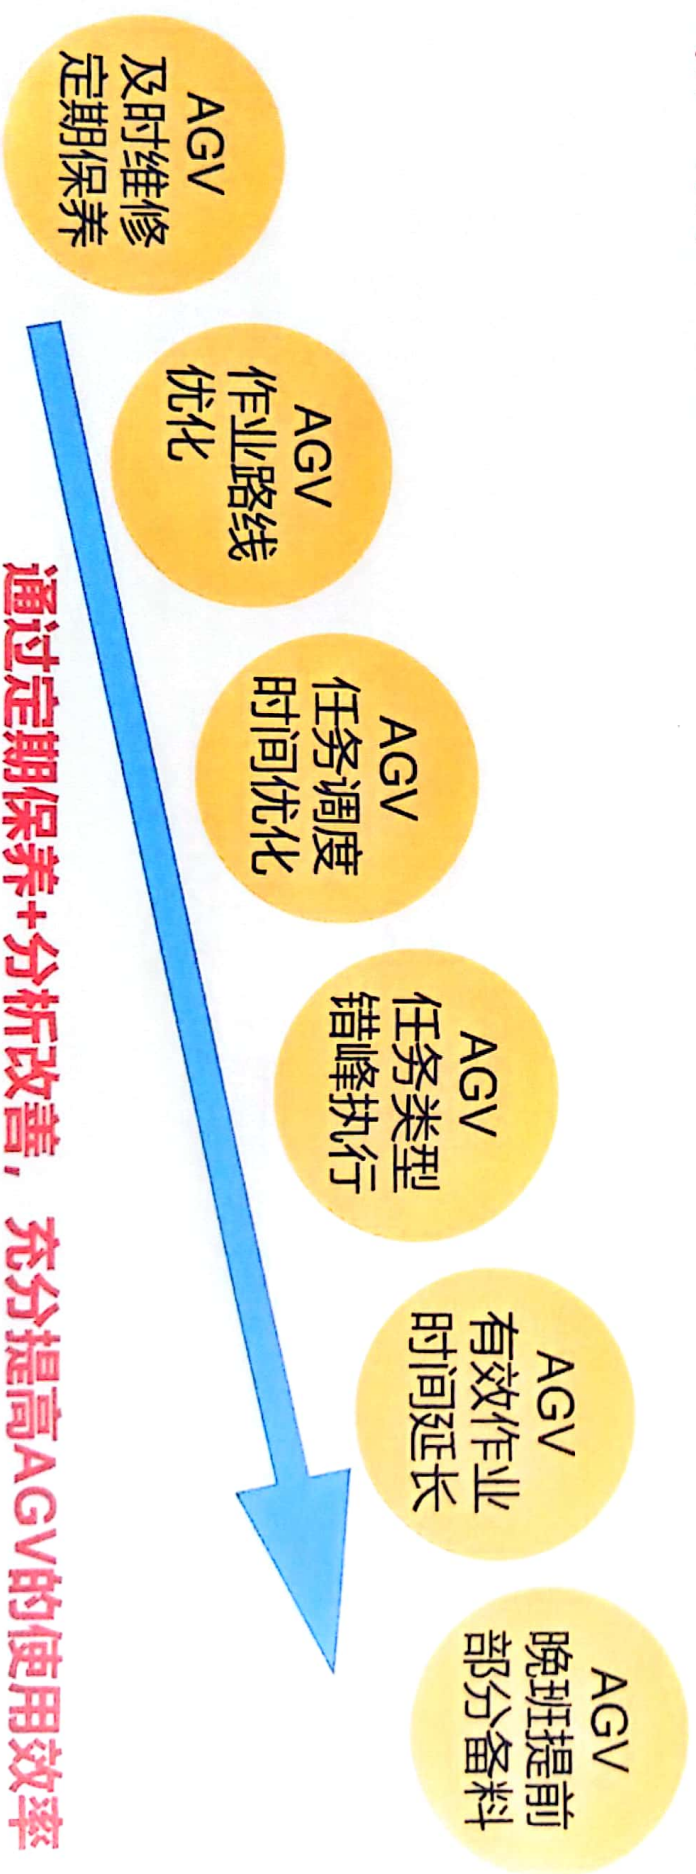 AGV
及时维修
定期保养
AGV
作业路线
优化
AGV
任务调度
时间优化
AGV
任务类型
错峰执行
AGV
有效作业
时间延长
AGV
晚班提前
部分备料
通过定期保养+分析改善，充分提高AGV的使用效率